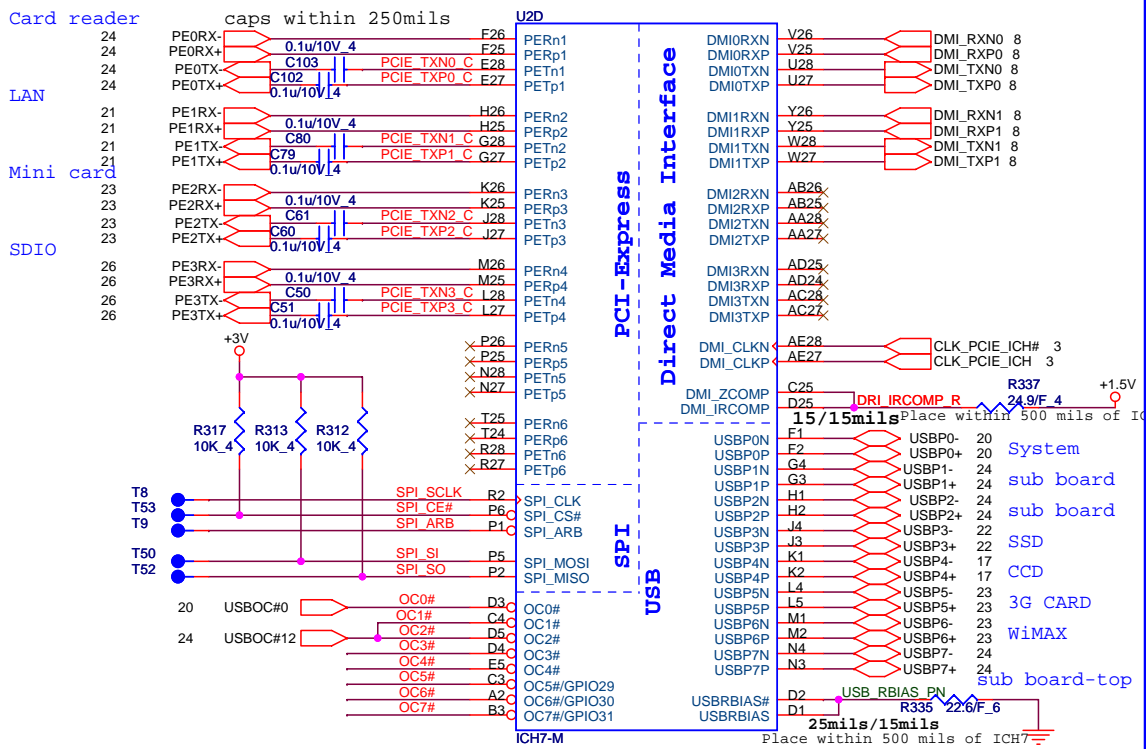 Card reader
caps within 250mils
U2D
24 PE0RX- F26 PERn1
24 PE0RX+ 0.1u/10V_4 F25 PERp1
24 PE0TX- C103 PCIE_TXN0_C E28 PETn1
24 PE0TX+ C102 PCIE_TXP0_C E27 PETp1
0.1u/10V_4
LAN
21 PE1RX- H26 PERn2
21 PE1RX+ 0.1u/10V_4 H25 PERp2
21 PE1TX- C80 PCIE_TXN1_C G28 PETn2
21 PE1TX+ C79 PCIE_TXP1_C G27 PETp2
0.1u/10V_4
Mini card
23 PE2RX- K26 PERn3
23 PE2RX+ 0.1u/10V_4 K25 PERp3
23 PE2TX- C61 PCIE_TXN2_C J28 PETn3
23 PE2TX+ C60 PCIE_TXP2_C J27 PETp3
0.1u/10V_4
SDIO
26 PE3RX- M26 PERn4
26 PE3RX+ 0.1u/10V_4 M25 PERp4
26 PE3TX- C50 PCIE_TXN3_C L28 PETn4
26 PE3TX+ C51 PCIE_TXP3_C L27 PETp4
0.1u/10V_4
P26 PERn5
P25 PERp5
N28 PETn5
N27 PETp5
T25 PERn6
T24 PERp6
R28 PETn6
R27 PETp6
+3V
R317 R313 R312
10K_4 10K_4 10K_4
T8 SPI_SCLK R2 SPI_CLK
T53 SPI_CE# P6 SPI_CS#
T9 SPI_ARB P1 SPI_ARB
T50 SPI_SI P5 SPI_MOSI
T52 SPI_SO P2 SPI_MISO
20 USBOC#0 OC0# D3 OC0#
OC1# C4 OC1#
24 USBOC#12 OC2# D5 OC2#
OC3# D4 OC3#
OC4# E5 OC4#
OC5# C3 OC5#/GPIO29
OC6# A2 OC6#/GPIO30
OC7# B3 OC7#/GPIO31
ICH7-M
PCI-Express
Direct Media Interface
SPI
USB
DMI0RXN V26 DMI_RXN0 8
DMI0RXP V25 DMI_RXP0 8
DMI0TXN U28 DMI_TXN0 8
DMI0TXP U27 DMI_TXP0 8
DMI1RXN Y26 DMI_RXN1 8
DMI1RXP Y25 DMI_RXP1 8
DMI1TXN W28 DMI_TXN1 8
DMI1TXP W27 DMI_TXP1 8
DMI2RXN AB26
DMI2RXP AB25
DMI2TXN AA28
DMI2TXP AA27
DMI3RXN AD25
DMI3RXP AD24
DMI3TXN AC28
DMI3TXP AC27
DMI_CLKN AE28 CLK_PCIE_ICH# 3
DMI_CLKP AE27 CLK_PCIE_ICH 3
DMI_ZCOMP C25
DMI_IRCOMP D25 DRI_IRCOMP_R R337 24.9/F_4 +1.5V
15/15mils Place within 500 mils of IC
USBP0N F1 USBP0- 20
USBP0P F2 USBP0+ 20 System
USBP1N G4 USBP1- 24
USBP1P G3 USBP1+ 24 sub board
USBP2N H1 USBP2- 24
USBP2P H2 USBP2+ 24 sub board
USBP3N J4 USBP3- 22
USBP3P J3 USBP3+ 22 SSD
USBP4N K1 USBP4- 17
USBP4P K2 USBP4+ 17 CCD
USBP5N L4 USBP5- 23
USBP5P L5 USBP5+ 23 3G CARD
USBP6N M1 USBP6- 23
USBP6P M2 USBP6+ 23 WiMAX
USBP7N N4 USBP7- 24
USBP7P N3 USBP7+ 24 sub board-top
USBRBIAS# D2 USB_RBIAS_PN
USBRBIAS D1 R335 22.6/F_6
25mils/15mils
Place within 500 mils of ICH7